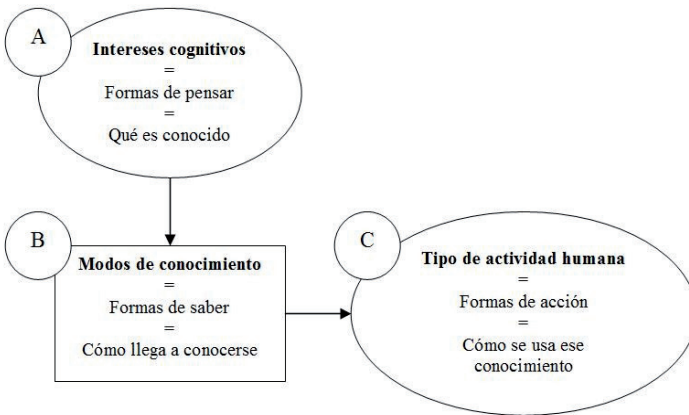 A
Intereses cognitivos
=
Formas de pensar
=
Qué es conocido
B
Modos de conocimiento
=
Formas de saber
=
Cómo llega a conocerse
C
Tipo de actividad humana
=
Formas de acción
=
Cómo se usa ese
conocimiento